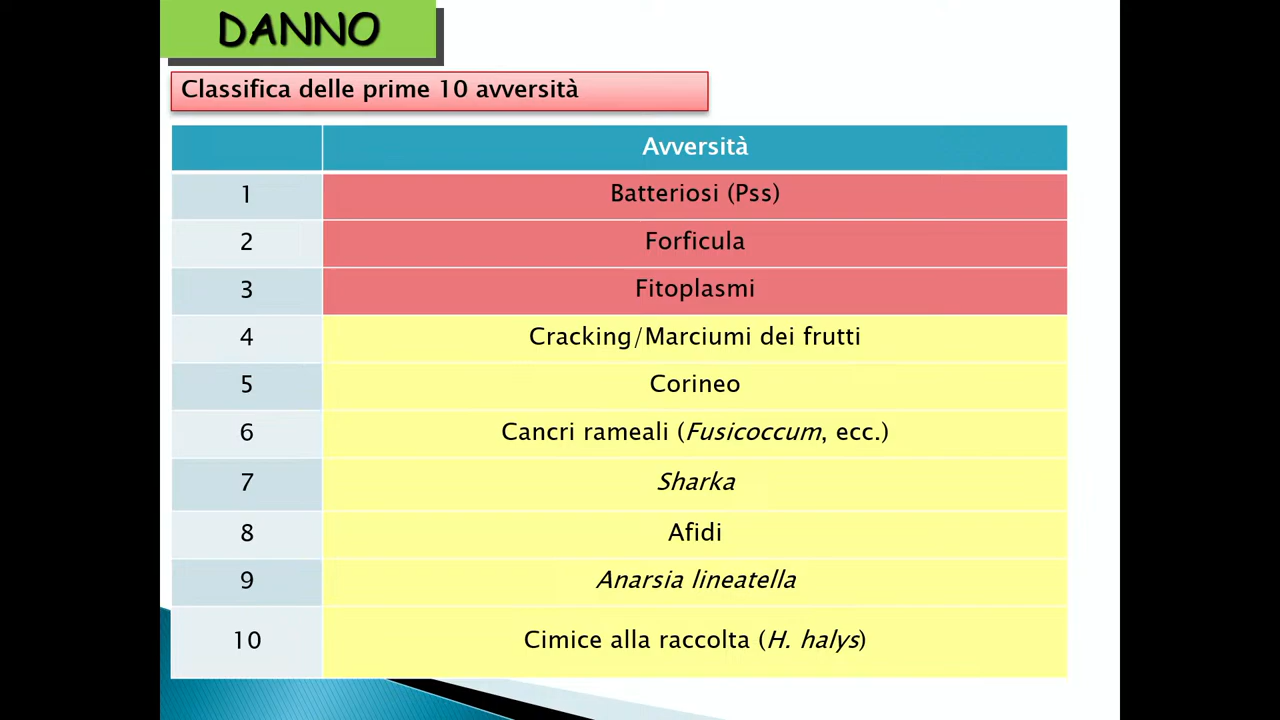 DANNO
Classifica delle prime 10 avversità
Avversità
1 Batteriosi (Pss)
2 Forficula
3 Fitoplasmi
4 Cracking/Marciumi dei frutti
5 Corineo
6 Cancri rameali (Fusicoccum, ecc.)
7 Sharka
8 Afidi
9 Anarsia lineatella
10 Cimice alla raccolta (H. halys)